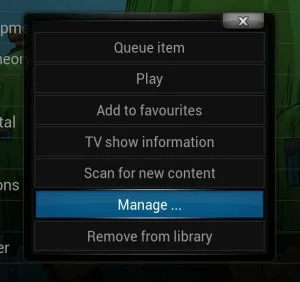 Queue item
Play
Add to favourites
TV show information
Scan for new content
Manage ...
Remove from library